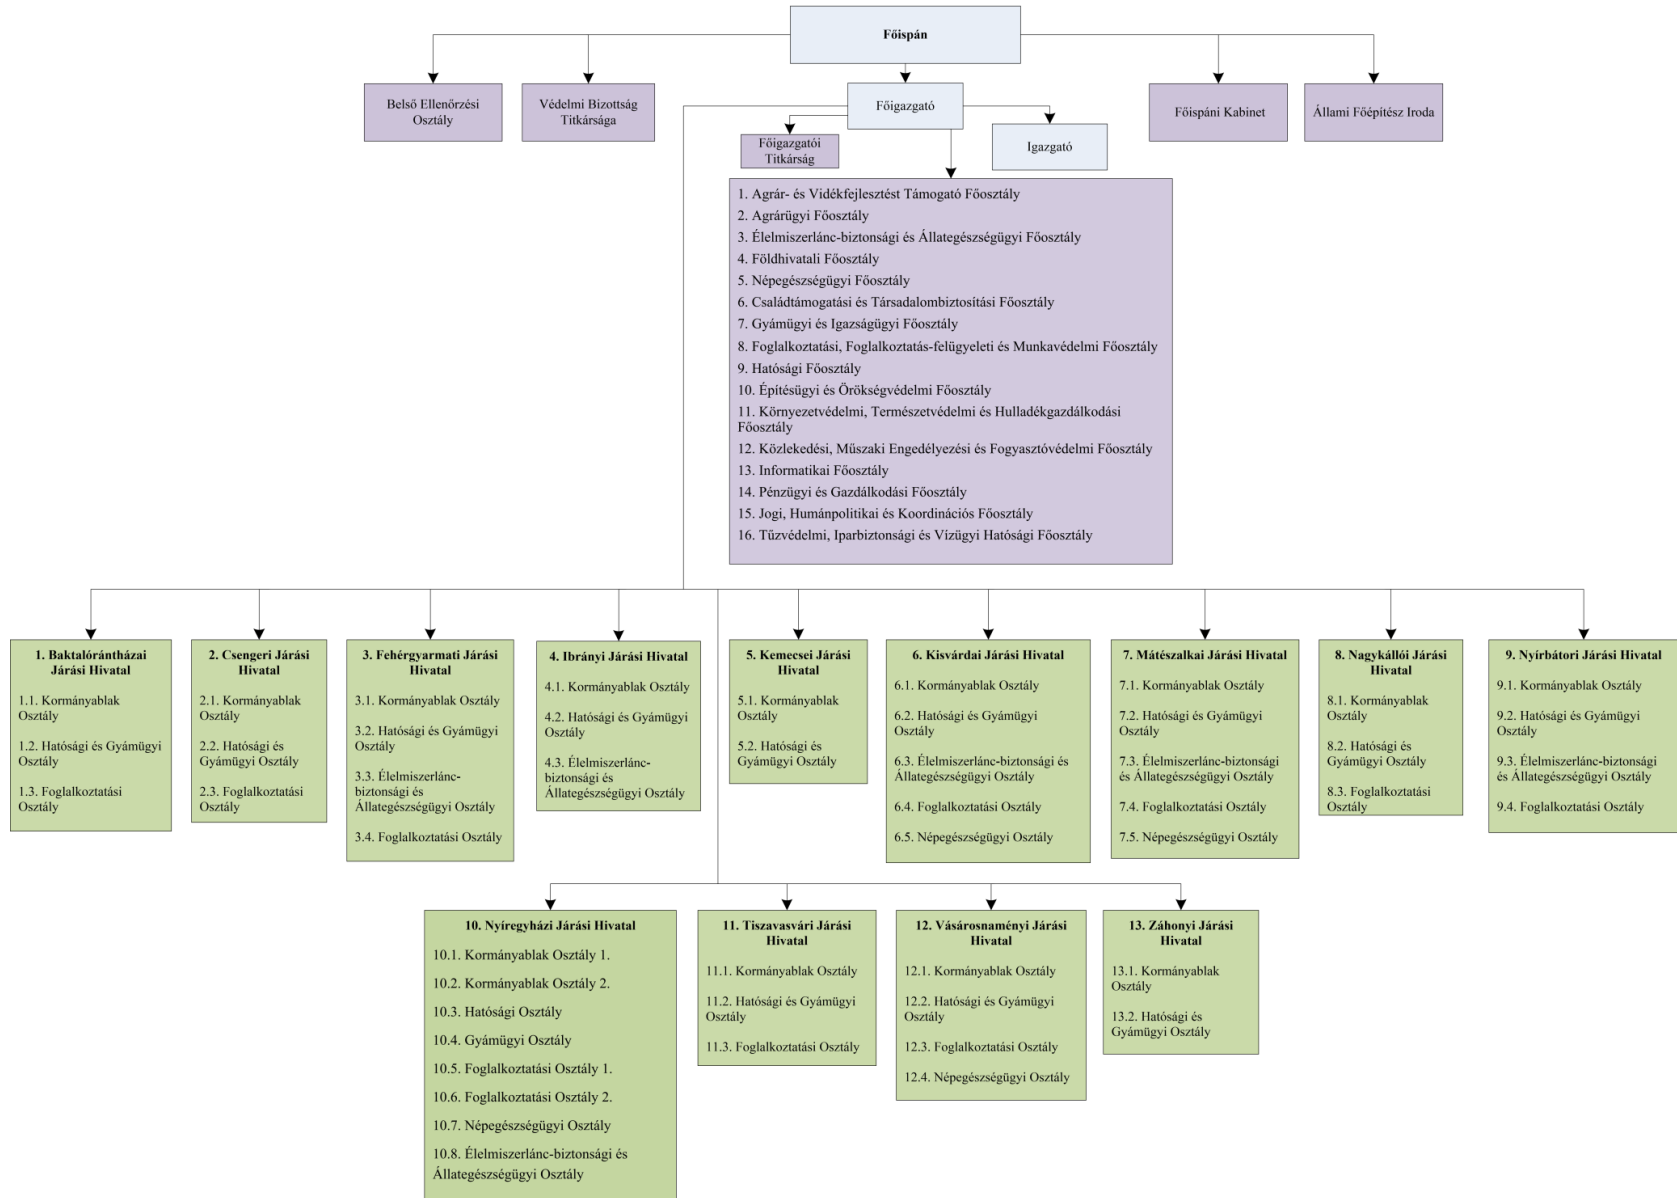 Főispán
Belső Ellenőrzési
Osztály
Védelmi Bizottság
Titkársága
Főigazgató
Főispáni Kabinet
Állami Főépítész Iroda
Főigazgatói
Titkárság
Igazgató
1. Agrár- és Vidékfejlesztést Támogató Főosztály
2. Agrárügyi Főosztály
3. Élelmiszerlánc-biztonsági és Állategészségügyi Főosztály
4. Földhivatali Főosztály
5. Népegészségügyi Főosztály
6. Családtámogatási és Társadalombiztosítási Főosztály
7. Gyámügyi és Igazságügyi Főosztály
8. Foglalkoztatási, Foglalkoztatás-felügyeleti és Munkavédelmi Főosztály
9. Hatósági Főosztály
10. Építésügyi és Örökségvédelmi Főosztály
11. Környezetvédelmi, Természetvédelmi és Hulladékgazdálkodási
Főosztály
12. Közlekedési, Műszaki Engedélyezési és Fogyasztóvédelmi Főosztály
13. Informatikai Főosztály
14. Pénzügyi és Gazdálkodási Főosztály
15. Jogi, Humánpolitikai és Koordinációs Főosztály
16. Tűzvédelmi, Iparbiztonsági és Vízügyi Hatósági Főosztály
1. Baktalórántházai
Járási Hivatal
1.1. Kormányablak
Osztály
1.2. Hatósági és Gyámügyi
Osztály
1.3. Foglalkoztatási
Osztály
2. Csengeri Járási
Hivatal
2.1. Kormányablak
Osztály
2.2. Hatósági és
Gyámügyi Osztály
2.3. Foglalkoztatási
Osztály
3. Fehérgyarmati Járási
Hivatal
3.1. Kormányablak Osztály
3.2. Hatósági és Gyámügyi
Osztály
3.3. Élelmiszerlánc-
biztonsági és
Állategészségügyi Osztály
3.4. Foglalkoztatási Osztály
4. Ibrányi Járási Hivatal
4.1. Kormányablak Osztály
4.2. Hatósági és Gyámügyi
Osztály
4.3. Élelmiszerlánc-
biztonsági és
Állategészségügyi Osztály
5. Kemecsei Járási
Hivatal
5.1. Kormányablak
Osztály
5.2. Hatósági és
Gyámügyi Osztály
6. Kisvárdai Járási Hivatal
6.1. Kormányablak Osztály
6.2. Hatósági és Gyámügyi
Osztály
6.3. Élelmiszerlánc-biztonsági és
Állategészségügyi Osztály
6.4. Foglalkoztatási Osztály
6.5. Népegészségügyi Osztály
7. Mátészalkai Járási Hivatal
7.1. Kormányablak Osztály
7.2. Hatósági és Gyámügyi
Osztály
7.3. Élelmiszerlánc-biztonsági
és Állategészségügyi Osztály
7.4. Foglalkoztatási Osztály
7.5. Népegészségügyi Osztály
8. Nagykállói Járási
Hivatal
8.1. Kormányablak
Osztály
8.2. Hatósági és
Gyámügyi Osztály
8.3. Foglalkoztatási
Osztály
9. Nyírbátori Járási Hivatal
9.1. Kormányablak Osztály
9.2. Hatósági és Gyámügyi
Osztály
9.3. Élelmiszerlánc-biztonsági
és Állategészségügyi Osztály
9.4. Foglalkoztatási Osztály
10. Nyíregyházi Járási Hivatal
10.1. Kormányablak Osztály 1.
10.2. Kormányablak Osztály 2.
10.3. Hatósági Osztály
10.4. Gyámügyi Osztály
10.5. Foglalkoztatási Osztály 1.
10.6. Foglalkoztatási Osztály 2.
10.7. Népegészségügyi Osztály
10.8. Élelmiszerlánc-biztonsági és
Állategészségügyi Osztály
11. Tiszavasvári Járási
Hivatal
11.1. Kormányablak Osztály
11.2. Hatósági és Gyámügyi
Osztály
11.3. Foglalkoztatási Osztály
12. Vásárosnaményi Járási
Hivatal
12.1. Kormányablak Osztály
12.2. Hatósági és Gyámügyi
Osztály
12.3. Foglalkoztatási Osztály
12.4. Népegészségügyi Osztály
13. Záhonyi Járási
Hivatal
13.1. Kormányablak
Osztály
13.2. Hatósági és
Gyámügyi Osztály